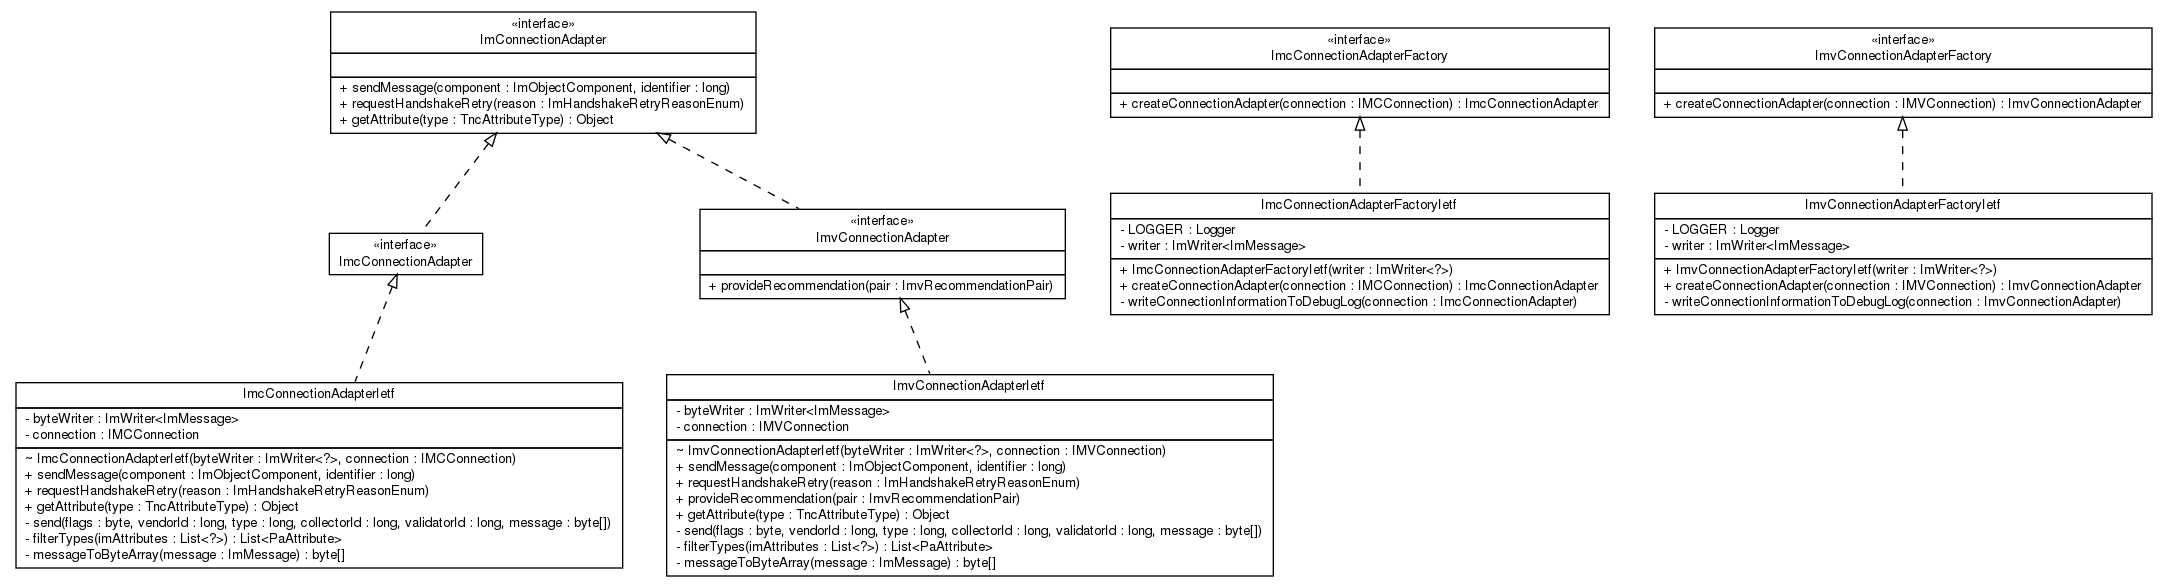 «interface»
ImConnectionAdapter
+ sendMessage(component : ImObjectComponent, identifier : long)
+ requestHandshakeRetry(reason : ImHandshakeRetryReasonEnum)
+ getAttribute(type : TncAttributeType) : Object
«interface»
ImcConnectionAdapterFactory
+ createConnectionAdapter(connection : IMCConnection) : ImcConnectionAdapter
«interface»
ImvConnectionAdapterFactory
+ createConnectionAdapter(connection : IMVConnection) : ImvConnectionAdapter
«interface»
ImcConnectionAdapter
«interface»
ImvConnectionAdapter
+ provideRecommendation(pair : ImvRecommendationPair)
ImcConnectionAdapterFactoryIetf
- LOGGER : Logger
- writer : ImWriter<ImMessage>
+ ImcConnectionAdapterFactoryIetf(writer : ImWriter<?>)
+ createConnectionAdapter(connection : IMCConnection) : ImcConnectionAdapter
- writeConnectionInformationToDebugLog(connection : ImcConnectionAdapter)
ImvConnectionAdapterFactoryIetf
- LOGGER : Logger
- writer : ImWriter<ImMessage>
+ ImvConnectionAdapterFactoryIetf(writer : ImWriter<?>)
+ createConnectionAdapter(connection : IMVConnection) : ImvConnectionAdapter
- writeConnectionInformationToDebugLog(connection : ImvConnectionAdapter)
ImcConnectionAdapterIetf
- byteWriter : ImWriter<ImMessage>
- connection : IMCConnection
~ ImcConnectionAdapterIetf(byteWriter : ImWriter<?>, connection : IMCConnection)
+ sendMessage(component : ImObjectComponent, identifier : long)
+ requestHandshakeRetry(reason : ImHandshakeRetryReasonEnum)
+ getAttribute(type : TncAttributeType) : Object
- send(flags : byte, vendorId : long, type : long, collectorId : long, validatorId : long, message : byte[])
- filterTypes(imAttributes : List<?>) : List<PaAttribute>
- messageToByteArray(message : ImMessage) : byte[]
ImvConnectionAdapterIetf
- byteWriter : ImWriter<ImMessage>
- connection : IMVConnection
~ ImvConnectionAdapterIetf(byteWriter : ImWriter<?>, connection : IMVConnection)
+ sendMessage(component : ImObjectComponent, identifier : long)
+ requestHandshakeRetry(reason : ImHandshakeRetryReasonEnum)
+ provideRecommendation(pair : ImvRecommendationPair)
+ getAttribute(type : TncAttributeType) : Object
- send(flags : byte, vendorId : long, type : long, collectorId : long, validatorId : long, message : byte[])
- filterTypes(imAttributes : List<?>) : List<PaAttribute>
- messageToByteArray(message : ImMessage) : byte[]